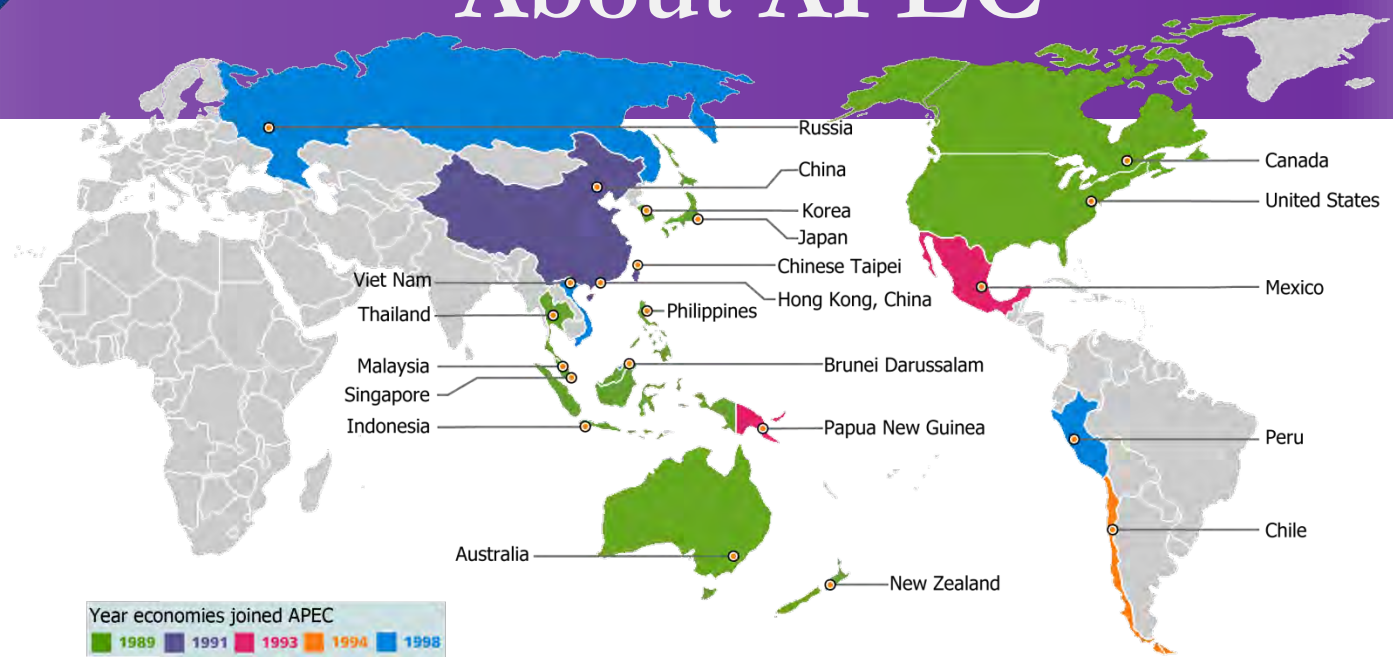 About APEC
Russia
China
Korea
Japan
Chinese Taipei
Hong Kong, China
Viet Nam
Thailand
Philippines
Malaysia
Singapore
Indonesia
Brunei Darussalam
Papua New Guinea
Australia
New Zealand
Canada
United States
Mexico
Peru
Chile
Year economies joined APEC
1989 1991 1993 1994 1998